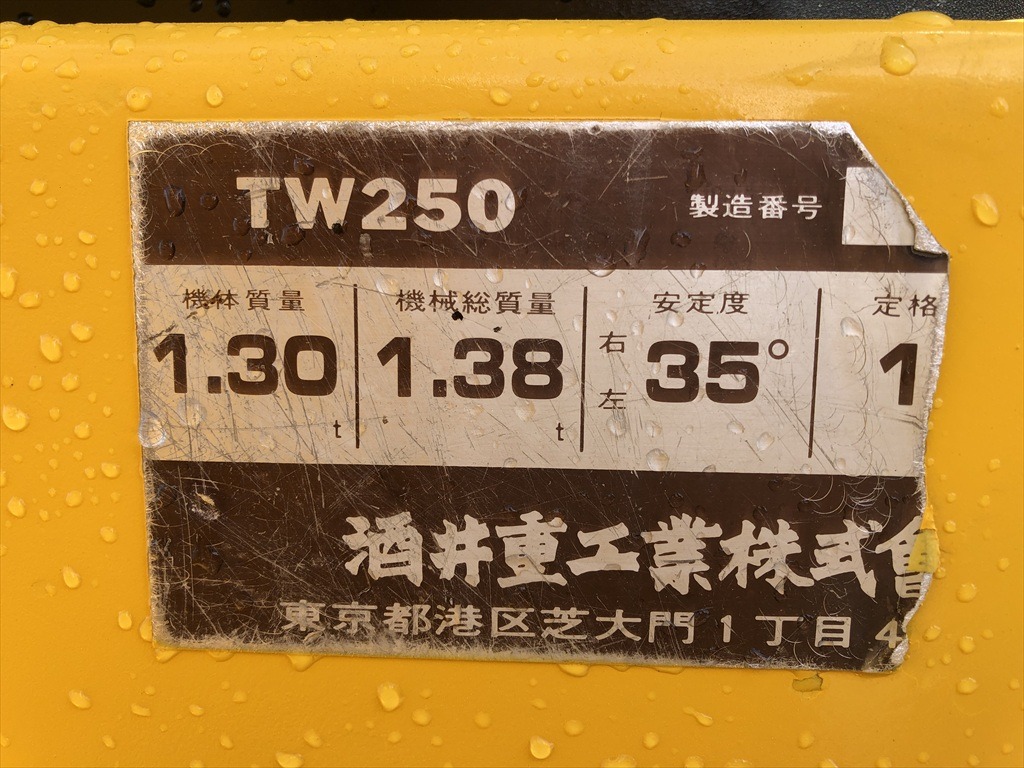 TW250 製造番号
機体質量 機械総質量 安定度 定格
1.30 t 1.38 t 右 左 35° 1
酒井重工業株式会
東京都港区芝大門1丁目4